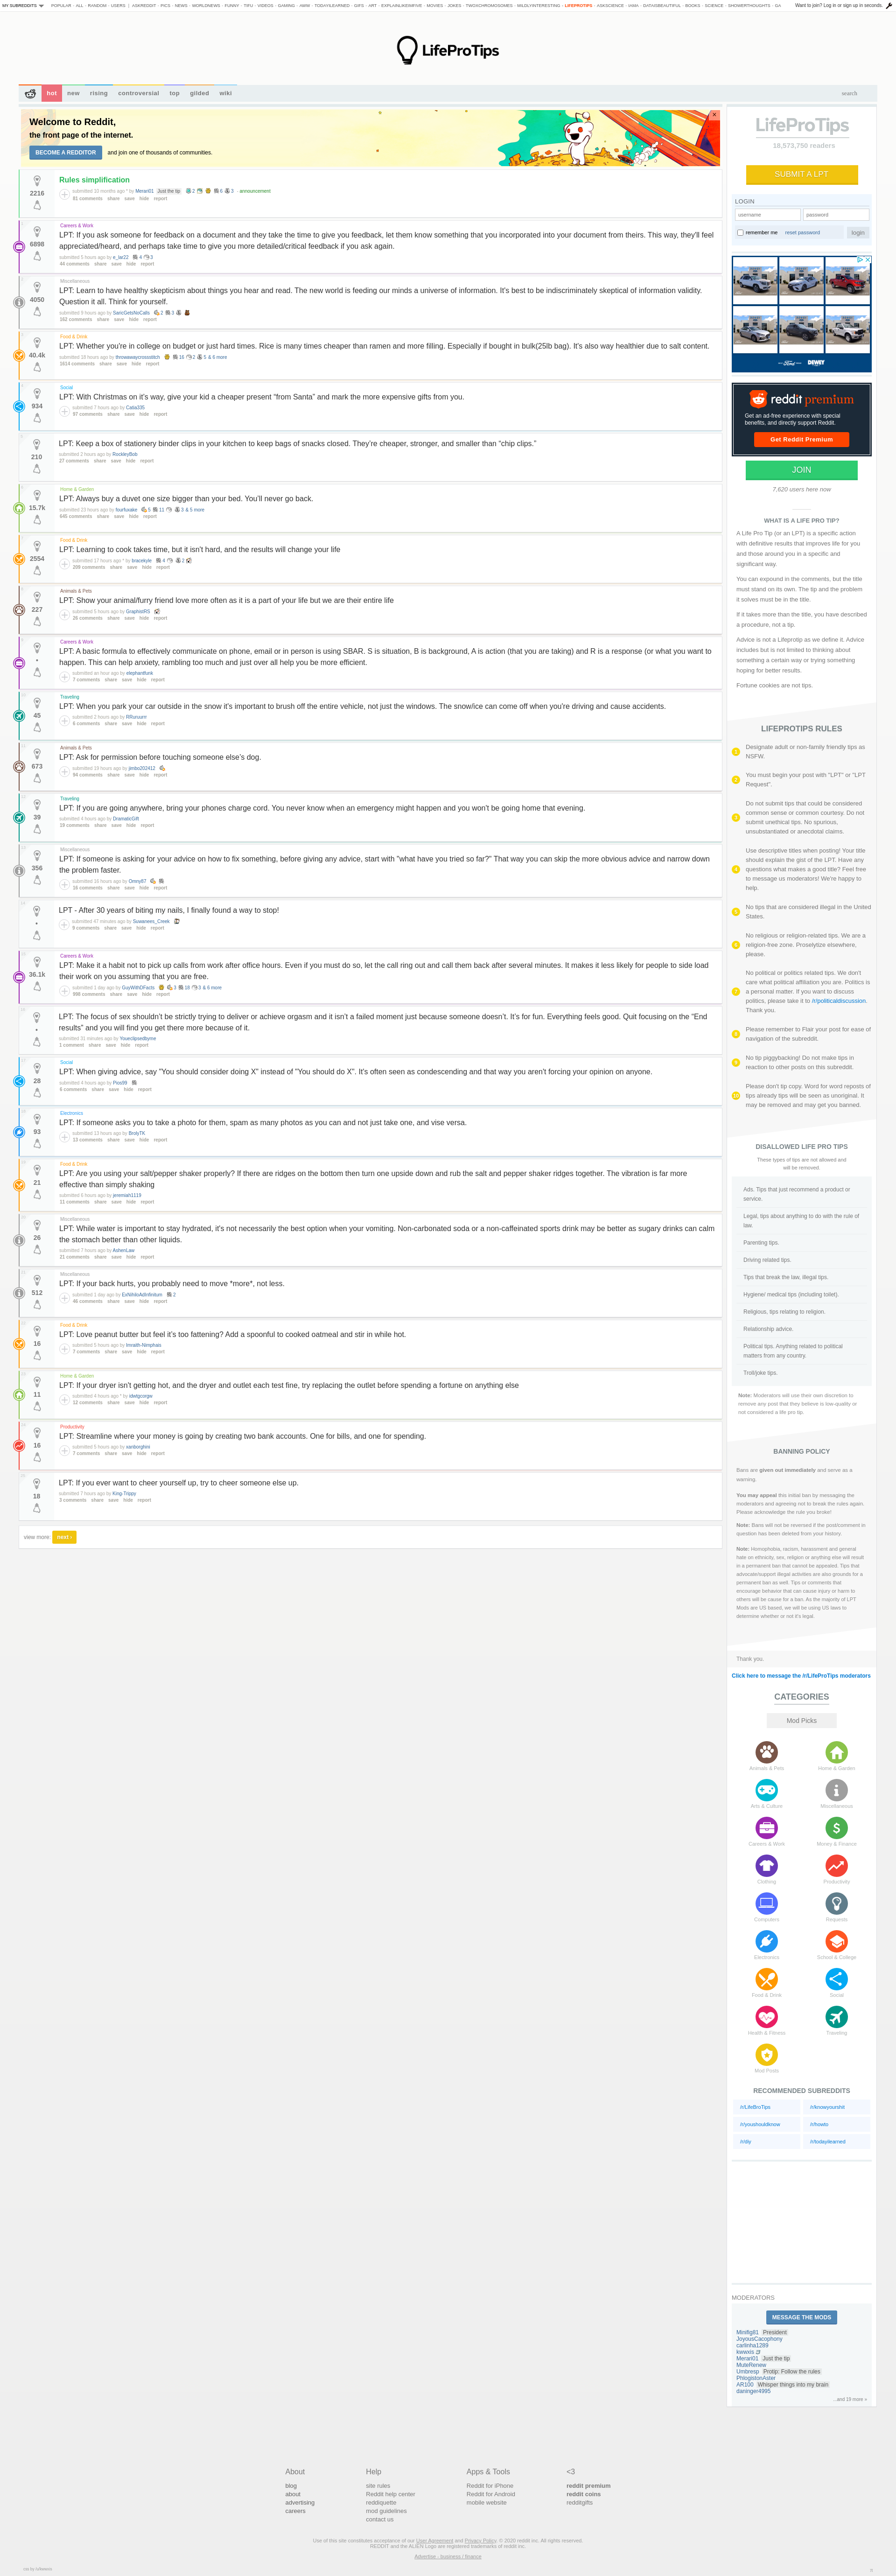 MY SUBREDDITS POPULAR - ALL - RANDOM - USERS | ASKREDDIT - PICS - NEWS - WORLDNEWS - FUNNY - TIFU - VIDEOS - GAMING - AWW - TODAYILEARNED - GIFS - ART - EXPLAINLIKEIMFIVE - MOVIES - JOKES - TWOXCHROMOSOMES - MILDLYINTERESTING - LIFEPROTIPS - ASKSCIENCE - IAMA - DATAISBEAUTIFUL - BOOKS - SCIENCE - SHOWERTHOUGHTS - GA
Want to join? Log in or sign up in seconds.
LifeProTips
hot new rising controversial top gilded wiki
search
Welcome to Reddit,
the front page of the internet.
BECOME A REDDITOR and join one of thousands of communities.
2216
Rules simplification
submitted 10 months ago * by Merari01 Just the tip 2 6 3 - announcement
81 comments share save hide report
Careers & Work
6898
LPT: If you ask someone for feedback on a document and they take the time to give you feedback, let them know something that you incorporated into your document from theirs. This way, they'll feel
appreciated/heard, and perhaps take time to give you more detailed/critical feedback if you ask again.
submitted 5 hours ago by e_lar22 4 3
44 comments share save hide report
Miscellaneous
4050
LPT: Learn to have healthy skepticism about things you hear and read. The new world is feeding our minds a universe of information. It's best to be indiscriminately skeptical of information validity.
Question it all. Think for yourself.
submitted 9 hours ago by SaricGetsNoCalls 2 3
162 comments share save hide report
Food & Drink
40.4k
LPT: Whether you're in college on budget or just hard times. Rice is many times cheaper than ramen and more filling. Especially if bought in bulk(25lb bag). It's also way healthier due to salt content.
submitted 18 hours ago by throwawaycrosssstitch 16 2 5 & 6 more
2614 comments share save hide report
Social
934
LPT: With Christmas on it's way, give your kid a cheaper present "from Santa" and mark the more expensive gifts from you.
submitted 7 hours ago by Catia335
97 comments share save hide report
210
LPT: Keep a box of stationery binder clips in your kitchen to keep bags of snacks closed. They're cheaper, stronger, and smaller than "chip clips."
submitted 2 hours ago by RockleyBob
27 comments share save hide report
Home & Garden
15.7k
LPT: Always buy a duvet one size bigger than your bed. You'll never go back.
submitted 23 hours ago by fourfuxake 5 11 3 & 5 more
645 comments share save hide report
Food & Drink
2554
LPT: Learning to cook takes time, but it isn't hard, and the results will change your life
submitted 17 hours ago * by bracekyle 4 2
209 comments share save hide report
Animals & Pets
227
LPT: Show your animal/furry friend love more often as it is a part of your life but we are their entire life
submitted 5 hours ago by GraphistRS
26 comments share save hide report
Careers & Work
•
LPT: A basic formula to effectively communicate on phone, email or in person is using SBAR. S is situation, B is background, A is action (that you are taking) and R is a response (or what you want to
happen). This can help anxiety, rambling too much and just over all help you be more efficient.
submitted an hour ago by elephantfunk
7 comments share save hide report
Traveling
45
LPT: When you park your car outside in the snow it's important to brush off the entire vehicle, not just the windows. The snow/ice can come off when you're driving and cause accidents.
submitted 2 hours ago by RRuruurrr
6 comments share save hide report
Animals & Pets
673
LPT: Ask for permission before touching someone else's dog.
submitted 19 hours ago by jimbo202412
94 comments share save hide report
Traveling
39
LPT: If you are going anywhere, bring your phones charge cord. You never know when an emergency might happen and you won't be going home that evening.
submitted 4 hours ago by DramaticGift
19 comments share save hide report
Miscellaneous
356
LPT: If someone is asking for your advice on how to fix something, before giving any advice, start with "what have you tried so far?" That way you can skip the more obvious advice and narrow down
the problem faster.
submitted 16 hours ago by Omny87
16 comments share save hide report
•
LPT - After 30 years of biting my nails, I finally found a way to stop!
submitted 47 minutes ago by Suwanees_Creek
9 comments share save hide report
Careers & Work
36.1k
LPT: Make it a habit not to pick up calls from work after office hours. Even if you must do so, let the call ring out and call them back after several minutes. It makes it less likely for people to side load
their work on you assuming that you are free.
submitted 1 day ago by GuyWithDFacts 3 18 3 & 6 more
998 comments share save hide report
•
LPT: The focus of sex shouldn't be strictly trying to deliver or achieve orgasm and it isn't a failed moment just because someone doesn't. It's for fun. Everything feels good. Quit focusing on the "End
results" and you will find you get there more because of it.
submitted 31 minutes ago by Youeclipsedbyme
1 comment share save hide report
Social
28
LPT: When giving advice, say "You should consider doing X" instead of "You should do X". It's often seen as condescending and that way you aren't forcing your opinion on anyone.
submitted 4 hours ago by Pios99
6 comments share save hide report
Electronics
93
LPT: If someone asks you to take a photo for them, spam as many photos as you can and not just take one, and vise versa.
submitted 13 hours ago by BrolyTK
13 comments share save hide report
Food & Drink
21
LPT: Are you using your salt/pepper shaker properly? If there are ridges on the bottom then turn one upside down and rub the salt and pepper shaker ridges together. The vibration is far more
effective than simply shaking
submitted 6 hours ago by jeremiah1119
11 comments share save hide report
Miscellaneous
26
LPT: While water is important to stay hydrated, it's not necessarily the best option when your vomiting. Non-carbonated soda or a non-caffeinated sports drink may be better as sugary drinks can calm
the stomach better than other liquids.
submitted 7 hours ago by AshenLaw
21 comments share save hide report
Miscellaneous
512
LPT: If your back hurts, you probably need to move *more*, not less.
submitted 1 day ago by ExNihiloAdInfinitum 2
46 comments share save hide report
Food & Drink
16
LPT: Love peanut butter but feel it's too fattening? Add a spoonful to cooked oatmeal and stir in while hot.
submitted 5 hours ago by Imrath-Nimphais
7 comments share save hide report
Home & Garden
11
LPT: If your dryer isn't getting hot, and the dryer and outlet each test fine, try replacing the outlet before spending a fortune on anything else
submitted 4 hours ago * by idwtgcorgw
12 comments share save hide report
Productivity
16
LPT: Streamline where your money is going by creating two bank accounts. One for bills, and one for spending.
submitted 5 hours ago by xanborghini
7 comments share save hide report
18
LPT: If you ever want to cheer yourself up, try to cheer someone else up.
submitted 7 hours ago by King-Trippy
3 comments share save hide report
view more: next ›
LifeProTips
18,573,750 readers
SUBMIT A LPT
LOGIN
username password
remember me reset password login
Ford DEWEY
reddit premium
Get an ad-free experience with special
benefits, and directly support Reddit.
Get Reddit Premium
JOIN
7,620 users here now
WHAT IS A LIFE PRO TIP?
A Life Pro Tip (or an LPT) is a specific action
with definitive results that improves life for you
and those around you in a specific and
significant way.
You can expound in the comments, but the title
must stand on its own. The tip and the problem
it solves must be in the title.
If it takes more than the title, you have described
a procedure, not a tip.
Advice is not a Lifeprotip as we define it. Advice
includes but is not limited to thinking about
something a certain way or trying something
hoping for better results.
Fortune cookies are not tips.
LIFEPROTIPS RULES
1 Designate adult or non-family friendly tips as
NSFW.
2 You must begin your post with "LPT" or "LPT
Request".
3 Do not submit tips that could be considered
common sense or common courtesy. Do not
submit unethical tips. No spurious,
unsubstantiated or anecdotal claims.
4 Use descriptive titles when posting! Your title
should explain the gist of the LPT. Have any
questions what makes a good title? Feel free
to message us moderators! We're happy to
help.
5 No tips that are considered illegal in the United
States.
6 No religious or religion-related tips. We are a
religion-free zone. Proselytize elsewhere,
please.
7 No political or politics related tips. We don't
care what political affiliation you are. Politics is
a personal matter. If you want to discuss
politics, please take it to /r/politicaldiscussion.
Thank you.
8 Please remember to Flair your post for ease of
navigation of the subreddit.
9 No tip piggybacking! Do not make tips in
reaction to other posts on this subreddit.
10 Please don't tip copy. Word for word reposts of
tips already tips will be seen as unoriginal. It
may be removed and may get you banned.
DISALLOWED LIFE PRO TIPS
These types of tips are not allowed and
will be removed.
Ads. Tips that just recommend a product or
service.
Legal, tips about anything to do with the rule of
law.
Parenting tips.
Driving related tips.
Tips that break the law, illegal tips.
Hygiene/ medical tips (including toilet).
Religious, tips relating to religion.
Relationship advice.
Political tips. Anything related to political
matters from any country.
Troll/joke tips.
Note: Moderators will use their own discretion to
remove any post that they believe is low-quality or
not considered a life pro tip.
BANNING POLICY
Bans are given out immediately and serve as a
warning.
You may appeal this initial ban by messaging the
moderators and agreeing not to break the rules again.
Please acknowledge the rule you broke!
Note: Bans will not be reversed if the post/comment in
question has been deleted from your history.
Note: Homophobia, racism, harassment and general
hate on ethnicity, sex, religion or anything else will result
in a permanent ban that cannot be appealed. Tips that
advocate/support illegal activities are also grounds for a
permanent ban as well. Tips or comments that
encourage behavior that can cause injury or harm to
others will be cause for a ban. As the majority of LPT
Mods are US based, we will be using US laws to
determine whether or not it's legal.
Thank you.
Click here to message the /r/LifeProTips moderators
CATEGORIES
Mod Picks
Animals & Pets Home & Garden
Arts & Culture Miscellaneous
Careers & Work Money & Finance
Clothing Productivity
Computers Requests
Electronics School & College
Food & Drink Social
Health & Fitness Traveling
Mod Posts
RECOMMENDED SUBREDDITS
/r/LifeBroTips /r/knowyourshit
/r/youshouldknow /r/howto
/r/diy /r/todayilearned
MODERATORS
MESSAGE THE MODS
Minifig81 President
JoyousCacophony
carlinha1289
kwwxis
Merari01 Just the tip
MuteRenew
Umbresp Protip: Follow the rules
PhlogistonAster
AR100 Whisper things into my brain
daninger4995
...and 19 more »
About
blog
about
advertising
careers
Help
site rules
Reddit help center
reddiquette
mod guidelines
contact us
Apps & Tools
Reddit for iPhone
Reddit for Android
mobile website
<3
reddit premium
reddit coins
redditgifts
Use of this site constitutes acceptance of our User Agreement and Privacy Policy. © 2020 reddit inc. All rights reserved.
REDDIT and the ALIEN Logo are registered trademarks of reddit inc.
Advertise - business / finance